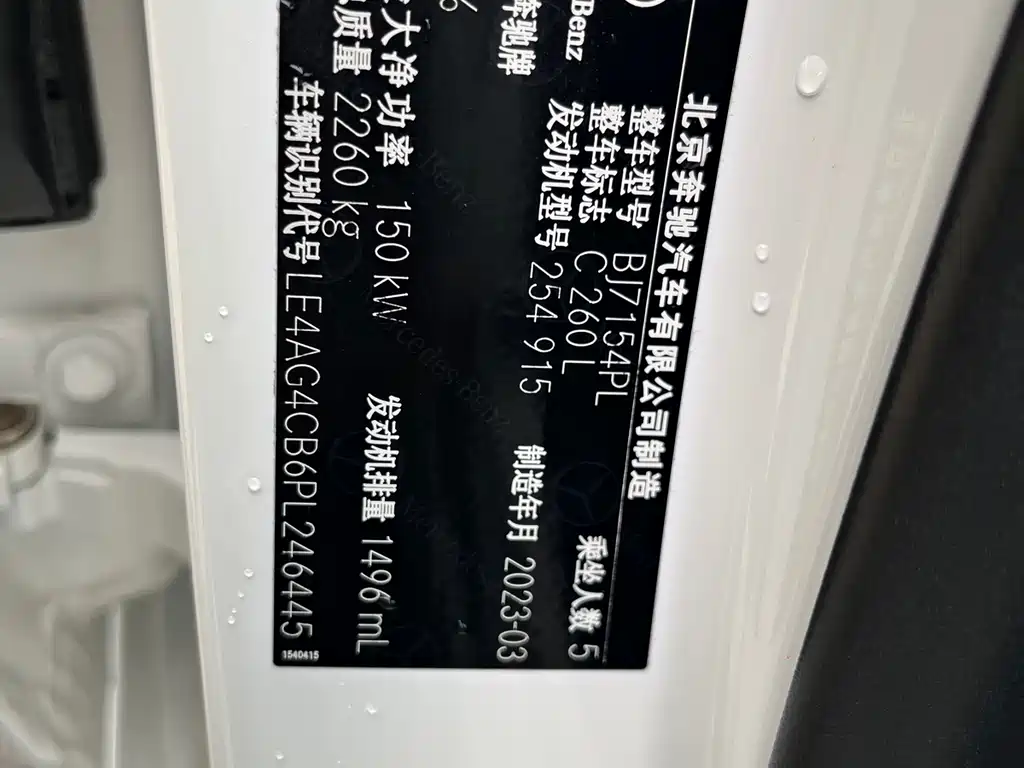 北京奔驰汽车有限公司制造
Benz
奔驰牌
整车型号 BJ7154PL
乘坐人数 5
整车标志 C 260 L
发动机型号 254 915
制造年月 2023-03
6
大净功率 150 kW
发动机排量 1496 mL
质量 2260 kg
车辆识别代号 LE4AG4CB6PL246445
1540415